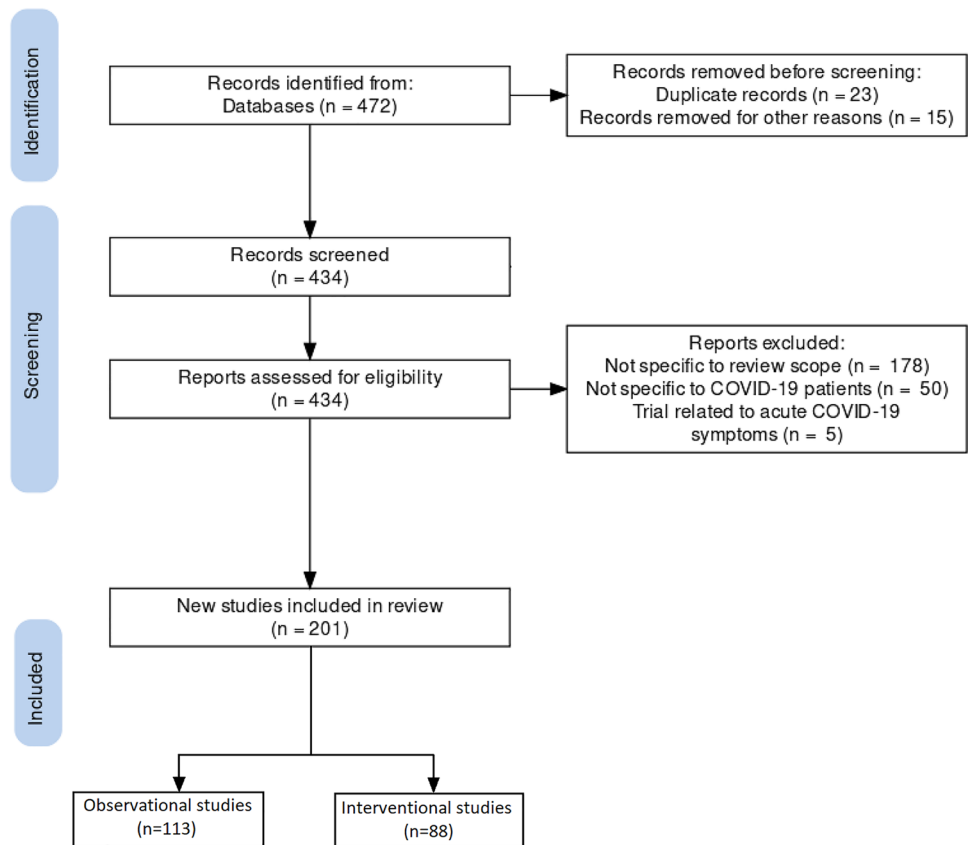 Identification
Records identified from:
Databases (n = 472)
Records removed before screening:
Duplicate records (n = 23)
Records removed for other reasons (n = 15)
Screening
Records screened
(n = 434)
Reports assessed for eligibility
(n = 434)
Reports excluded:
Not specific to review scope (n = 178)
Not specific to COVID-19 patients (n = 50)
Trial related to acute COVID-19
symptoms (n = 5)
Included
New studies included in review
(n = 201)
Observational studies
(n=113)
Interventional studies
(n=88)